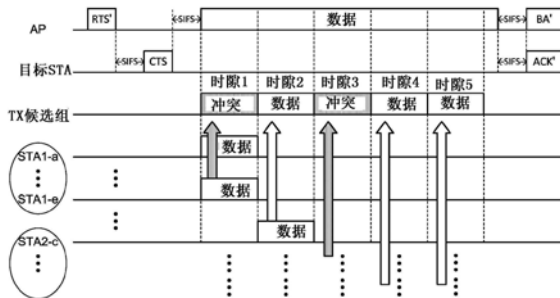 AP
RTS'
SIFS
数据
SIFS
BA'
目标STA
SIFS
CTS
SIFS
ACK'
时隙1
时隙2
时隙3
时隙4
时隙5
TX候选组
冲突
数据
冲突
数据
数据
STA1-a
数据
STA1-e
数据
STA2-c
数据